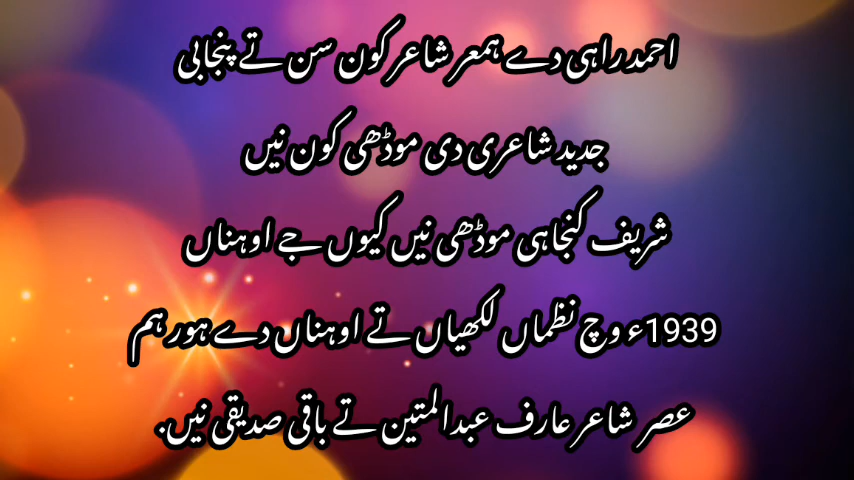 احمد راہی دے ہمعر شاعر کون سن تے پنجابی
جدید شاعری دی موڈھی کون نیں
شریف کنجاہی موڈھی نیں کیوں جے اوہناں
1939ء وچ نظماں لکھیاں تے اوہناں دے ہور ہم
عصر شاعر عارف عبدالمتین تے باقی صدیقی نیں.